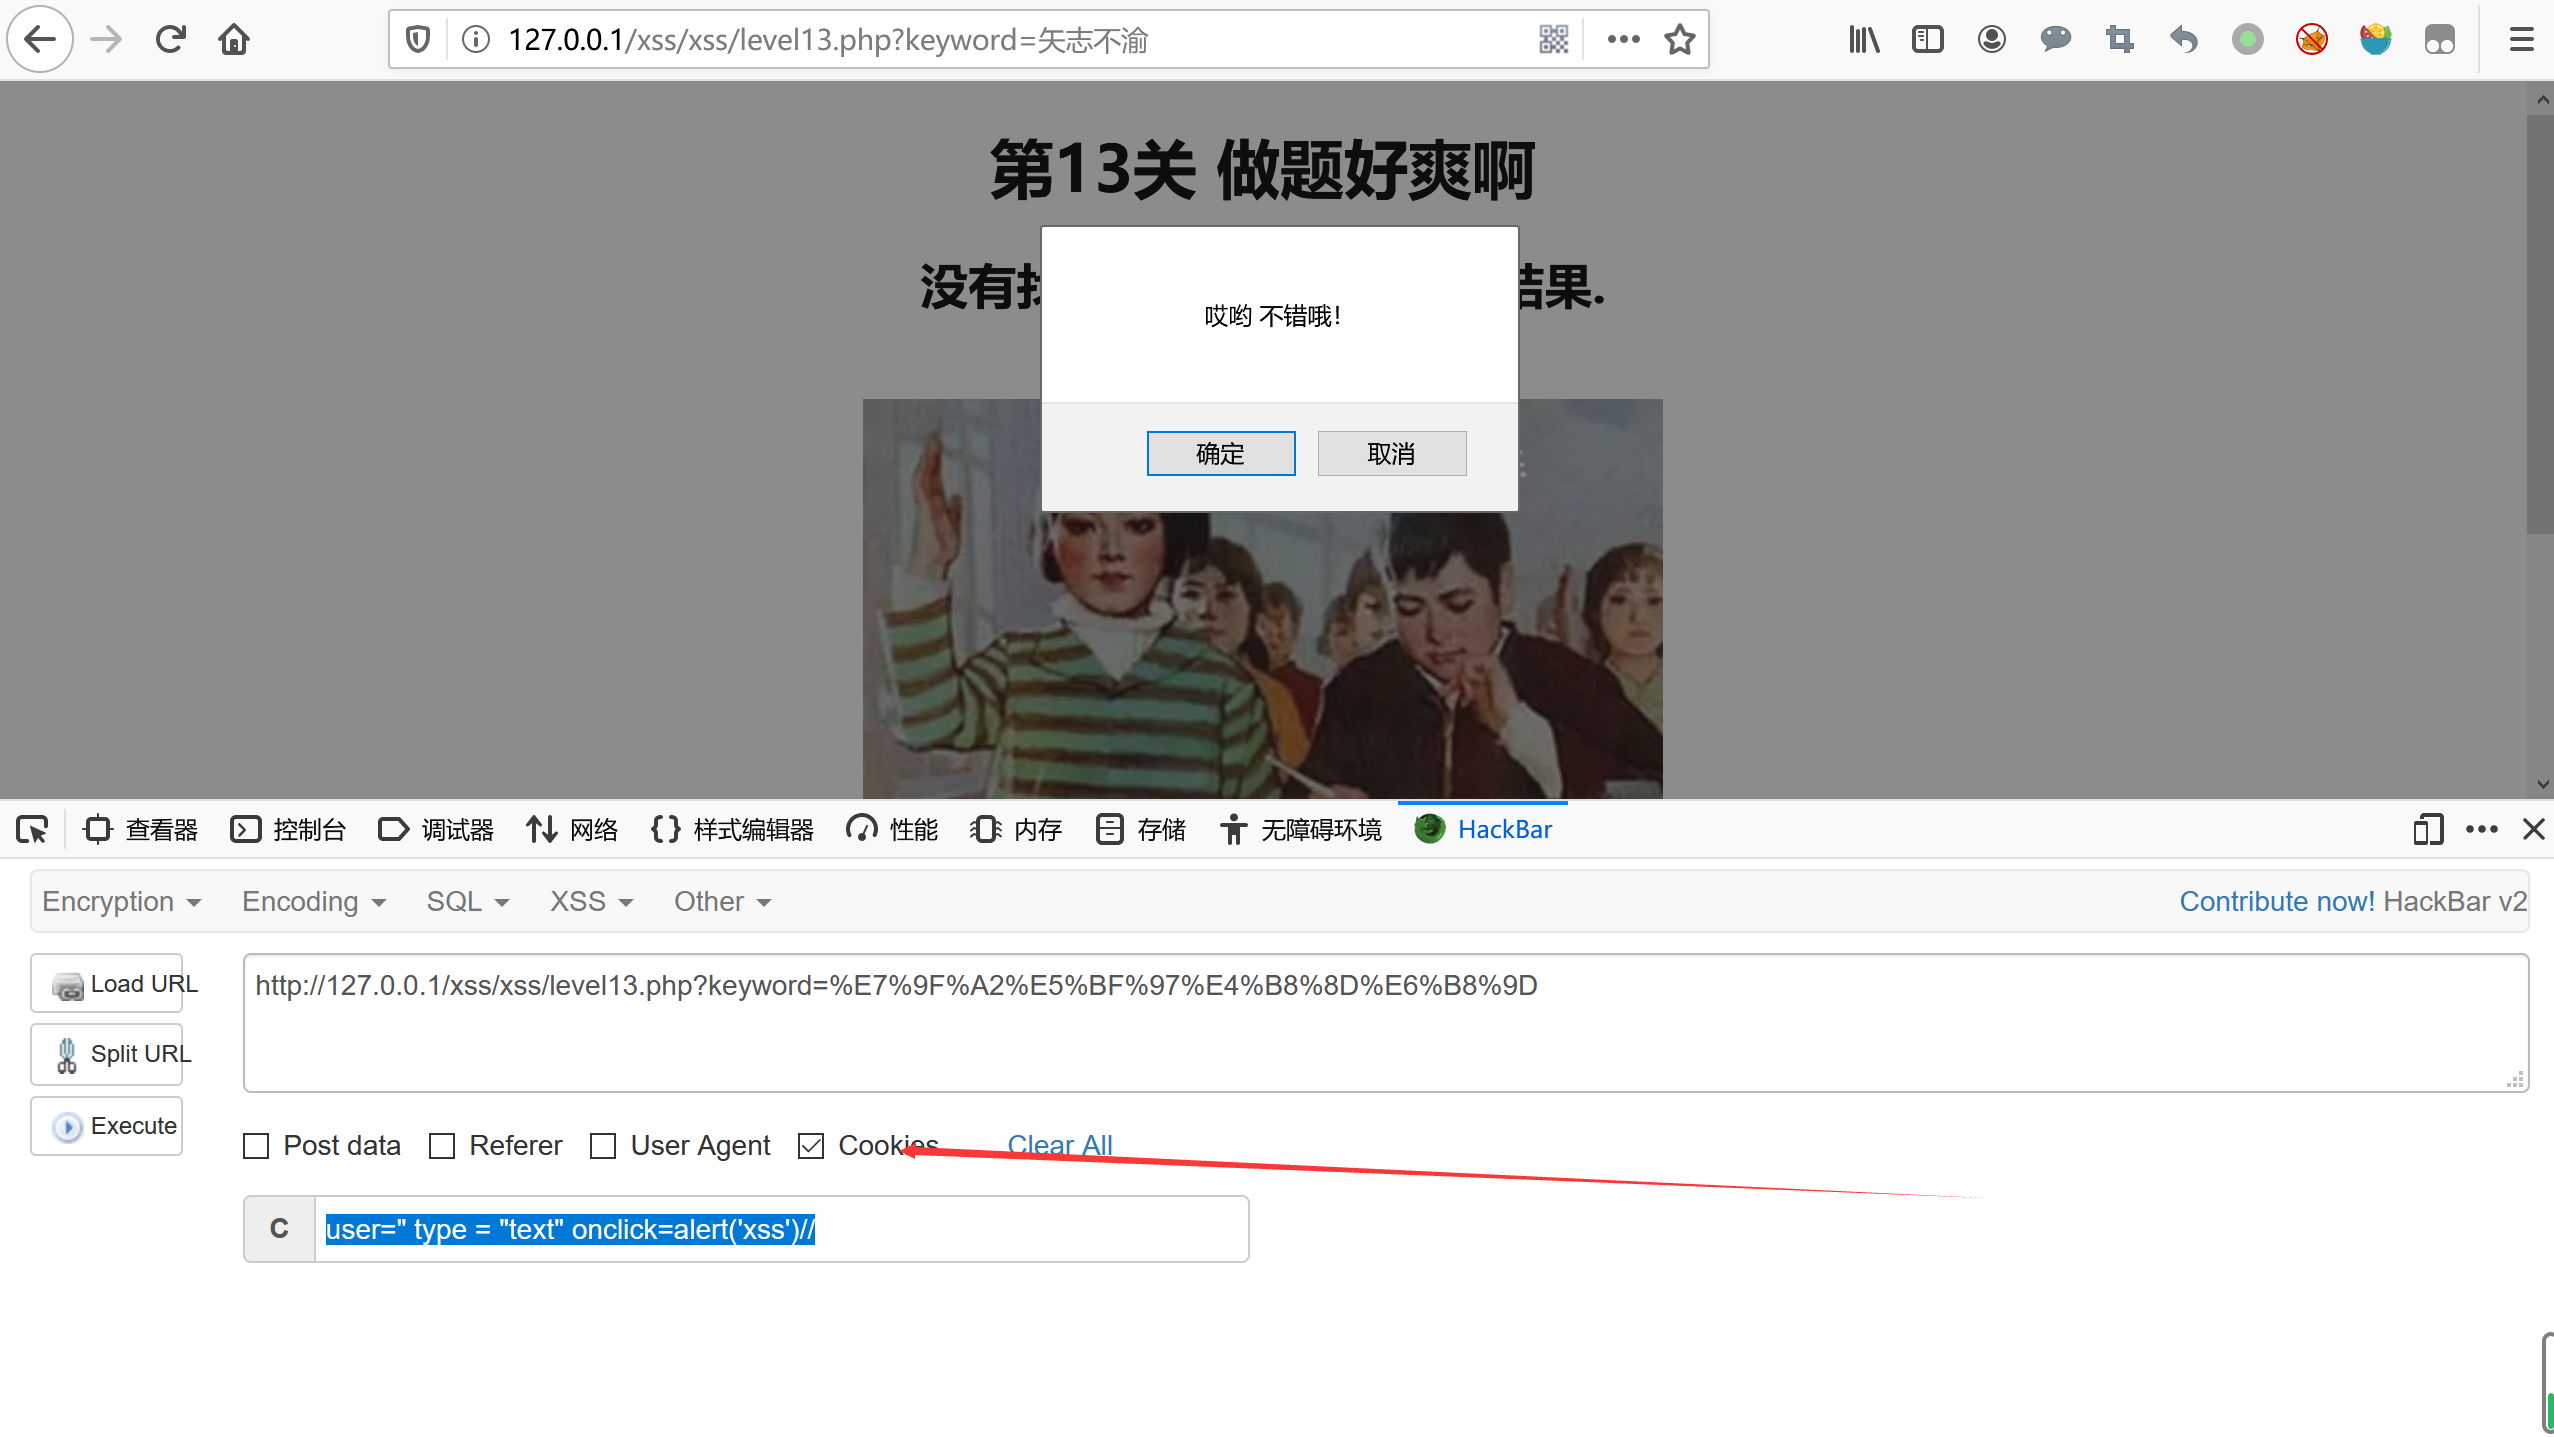 127.0.0.1/xss/xss/level13.php?keyword=矢志不渝
第13关 做题好爽啊
没有找
结果.
哎哟 不错哦！
确定 取消
查看器 控制台 调试器 网络 样式编辑器 性能 内存 存储 无障碍环境 HackBar
Encryption Encoding SQL XSS Other Contribute now! HackBar v2
Load URL http://127.0.0.1/xss/xss/level13.php?keyword=%E7%9F%A2%E5%BF%97%E4%B8%8D%E6%B8%9D
Split URL
Execute
Post data Referer User Agent Cookies Clear All
C user=" type = "text" onclick=alert('xss')//